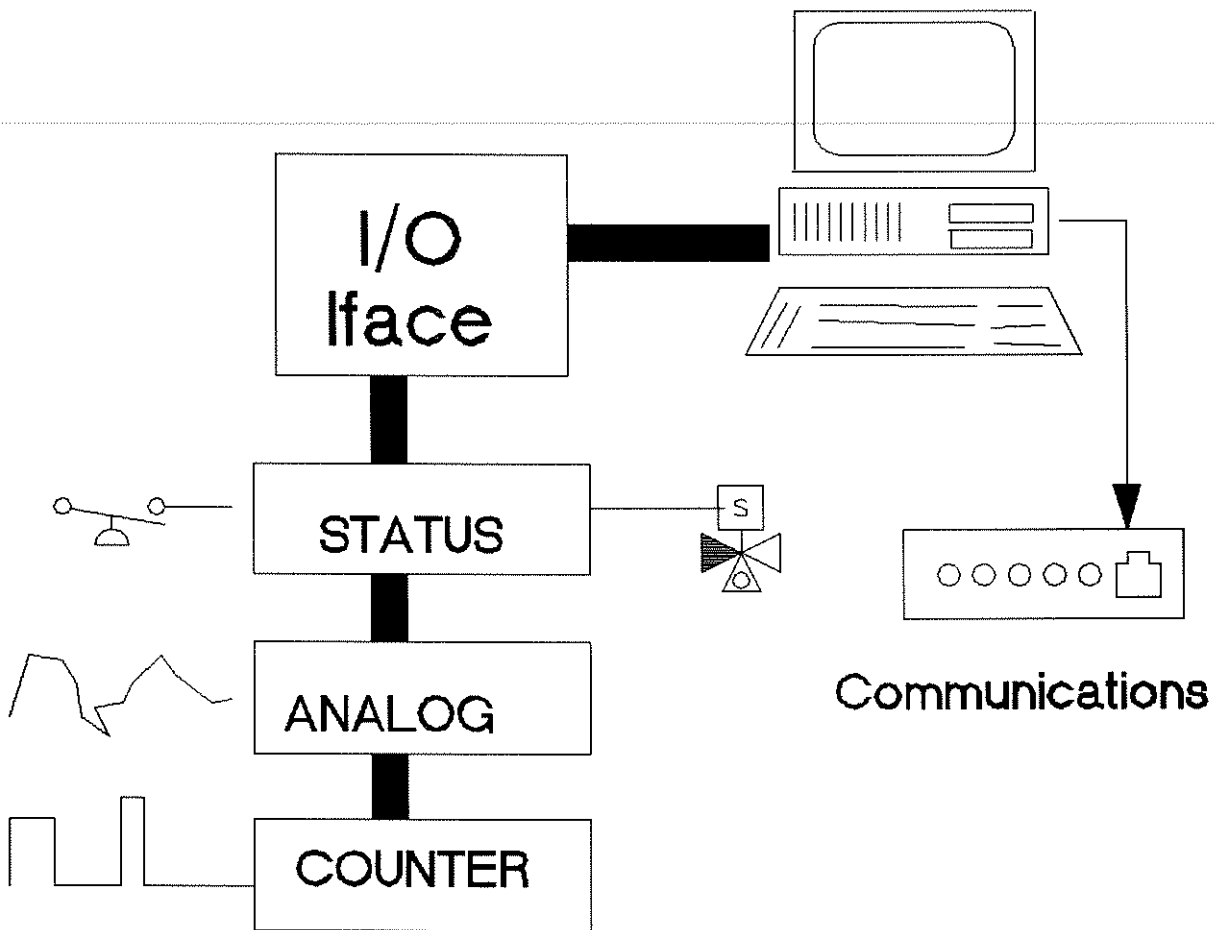 I/O
Iface
STATUS
S
ANALOG
Communications
COUNTER